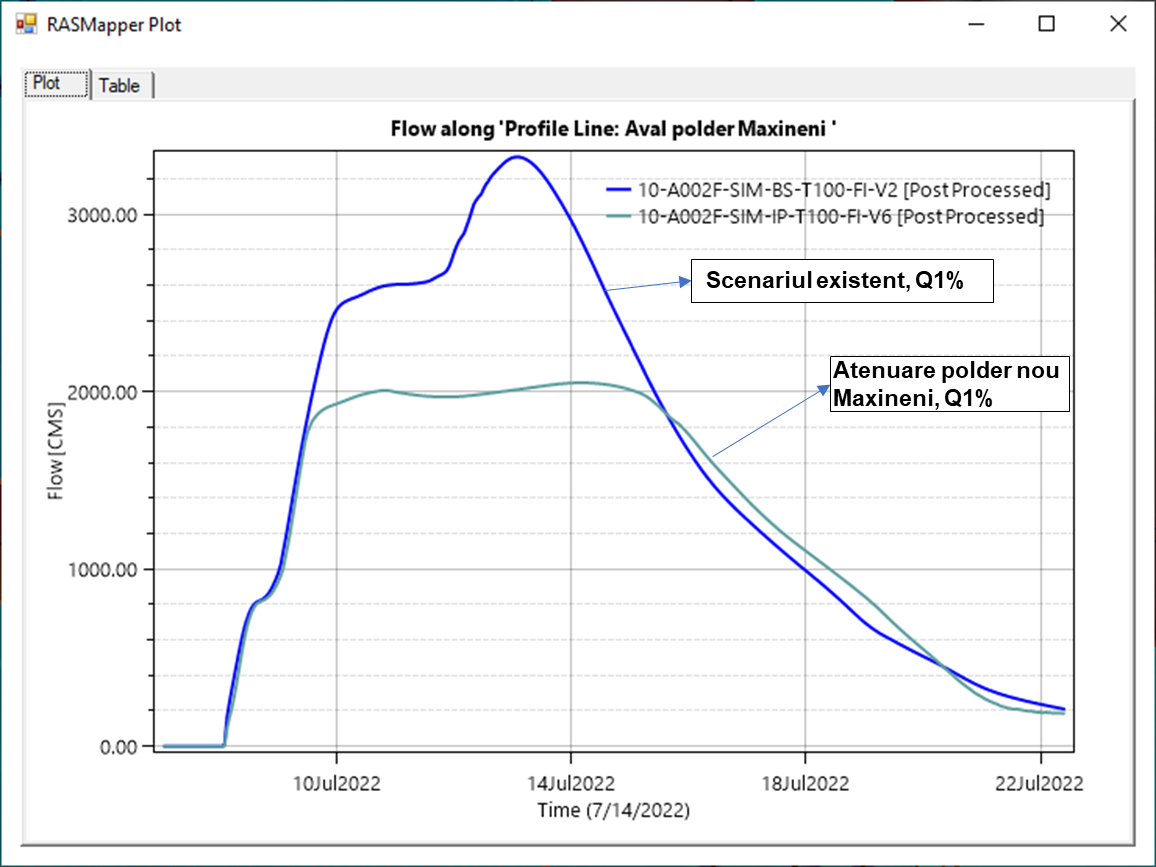 RASMapper Plot
Plot
Table
Flow along 'Profile Line: Aval polder Maxineni '
10-A002F-SIM-BS-T100-FI-V2 [Post Processed]
10-A002F-SIM-IP-T100-FI-V6 [Post Processed]
Scenariul existent, Q1%
Atenuare polder nou
Maxineni, Q1%
Flow [CMS]
3000.00
2000.00
1000.00
0.00
10Jul2022
14Jul2022
18Jul2022
22Jul2022
Time (7/14/2022)